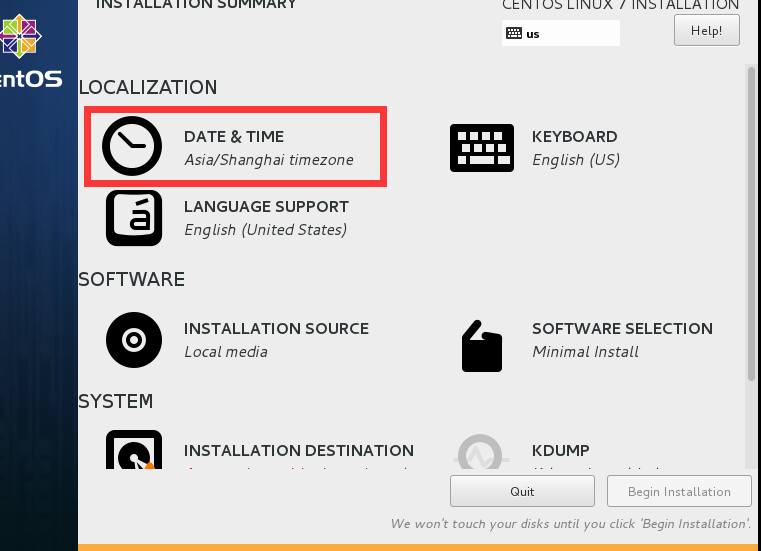 INSTALLATION SUMMARY
CENTOS LINUX 7 INSTALLATION
us
Help!
entOS
LOCALIZATION
DATE & TIME
Asia/Shanghai timezone
KEYBOARD
English (US)
LANGUAGE SUPPORT
English (United States)
SOFTWARE
INSTALLATION SOURCE
Local media
SOFTWARE SELECTION
Minimal Install
SYSTEM
INSTALLATION DESTINATION
KDUMP
Quit
Begin Installation
We won't touch your disks until you click 'Begin Installation'.